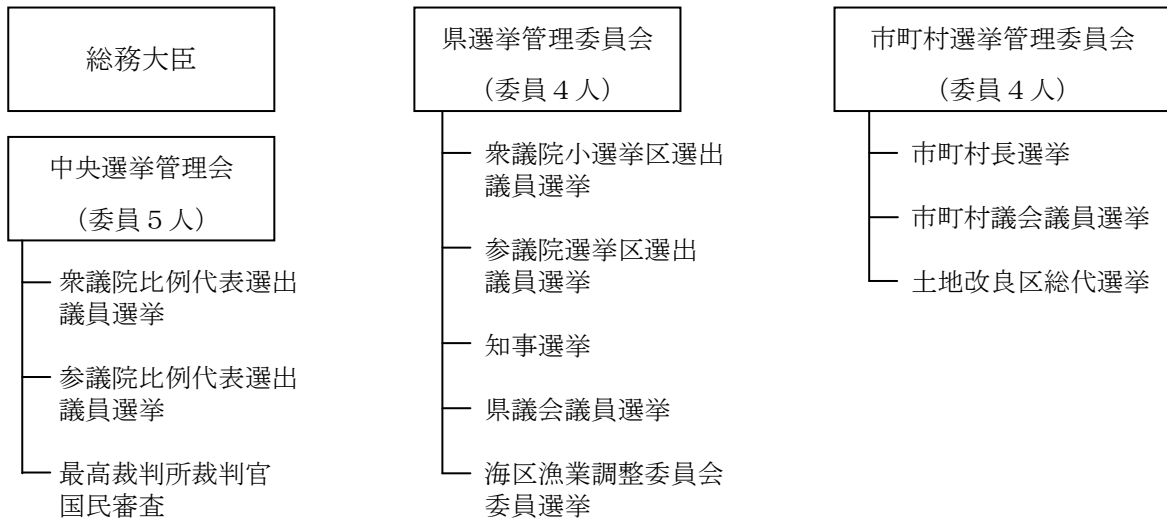 総務大臣
中央選挙管理会
（委員５人）
衆議院比例代表選出
議員選挙
参議院比例代表選出
議員選挙
最高裁判所裁判官
国民審査
県選挙管理委員会
（委員４人）
衆議院小選挙区選出
議員選挙
参議院選挙区選出
議員選挙
知事選挙
県議会議員選挙
海区漁業調整委員会
委員選挙
市町村選挙管理委員会
（委員４人）
市町村長選挙
市町村議会議員選挙
土地改良区総代選挙